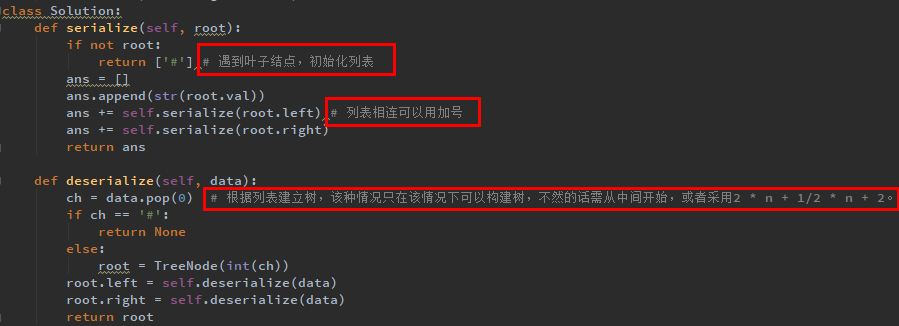 class Solution:
    def serialize(self, root):
        if not root:
            return ['#'] # 遇到叶子结点，初始化列表
        ans = []
        ans.append(str(root.val))
        ans += self.serialize(root.left) # 列表相连可以用加号
        ans += self.serialize(root.right)
        return ans
    def deserialize(self, data):
        ch = data.pop(0)  # 根据列表建立树，该种情况只在该情况下可以构建树，不然的话需从中间开始，或者采用2 * n + 1/2 * n + 2。
        if ch == '#':
            return None
        else:
            root = TreeNode(int(ch))
        root.left = self.deserialize(data)
        root.right = self.deserialize(data)
        return root